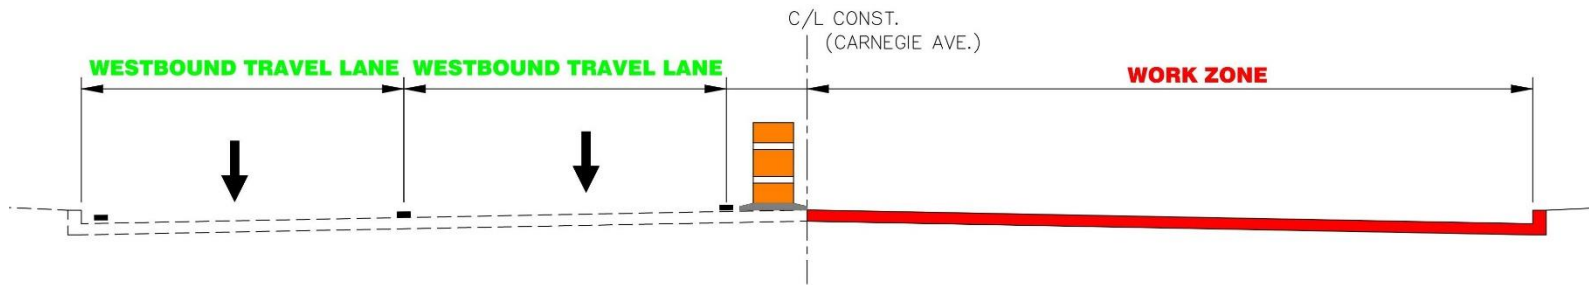 C/L CONST.
(CARNEGIE AVE.)
WESTBOUND TRAVEL LANE
WESTBOUND TRAVEL LANE
WORK ZONE